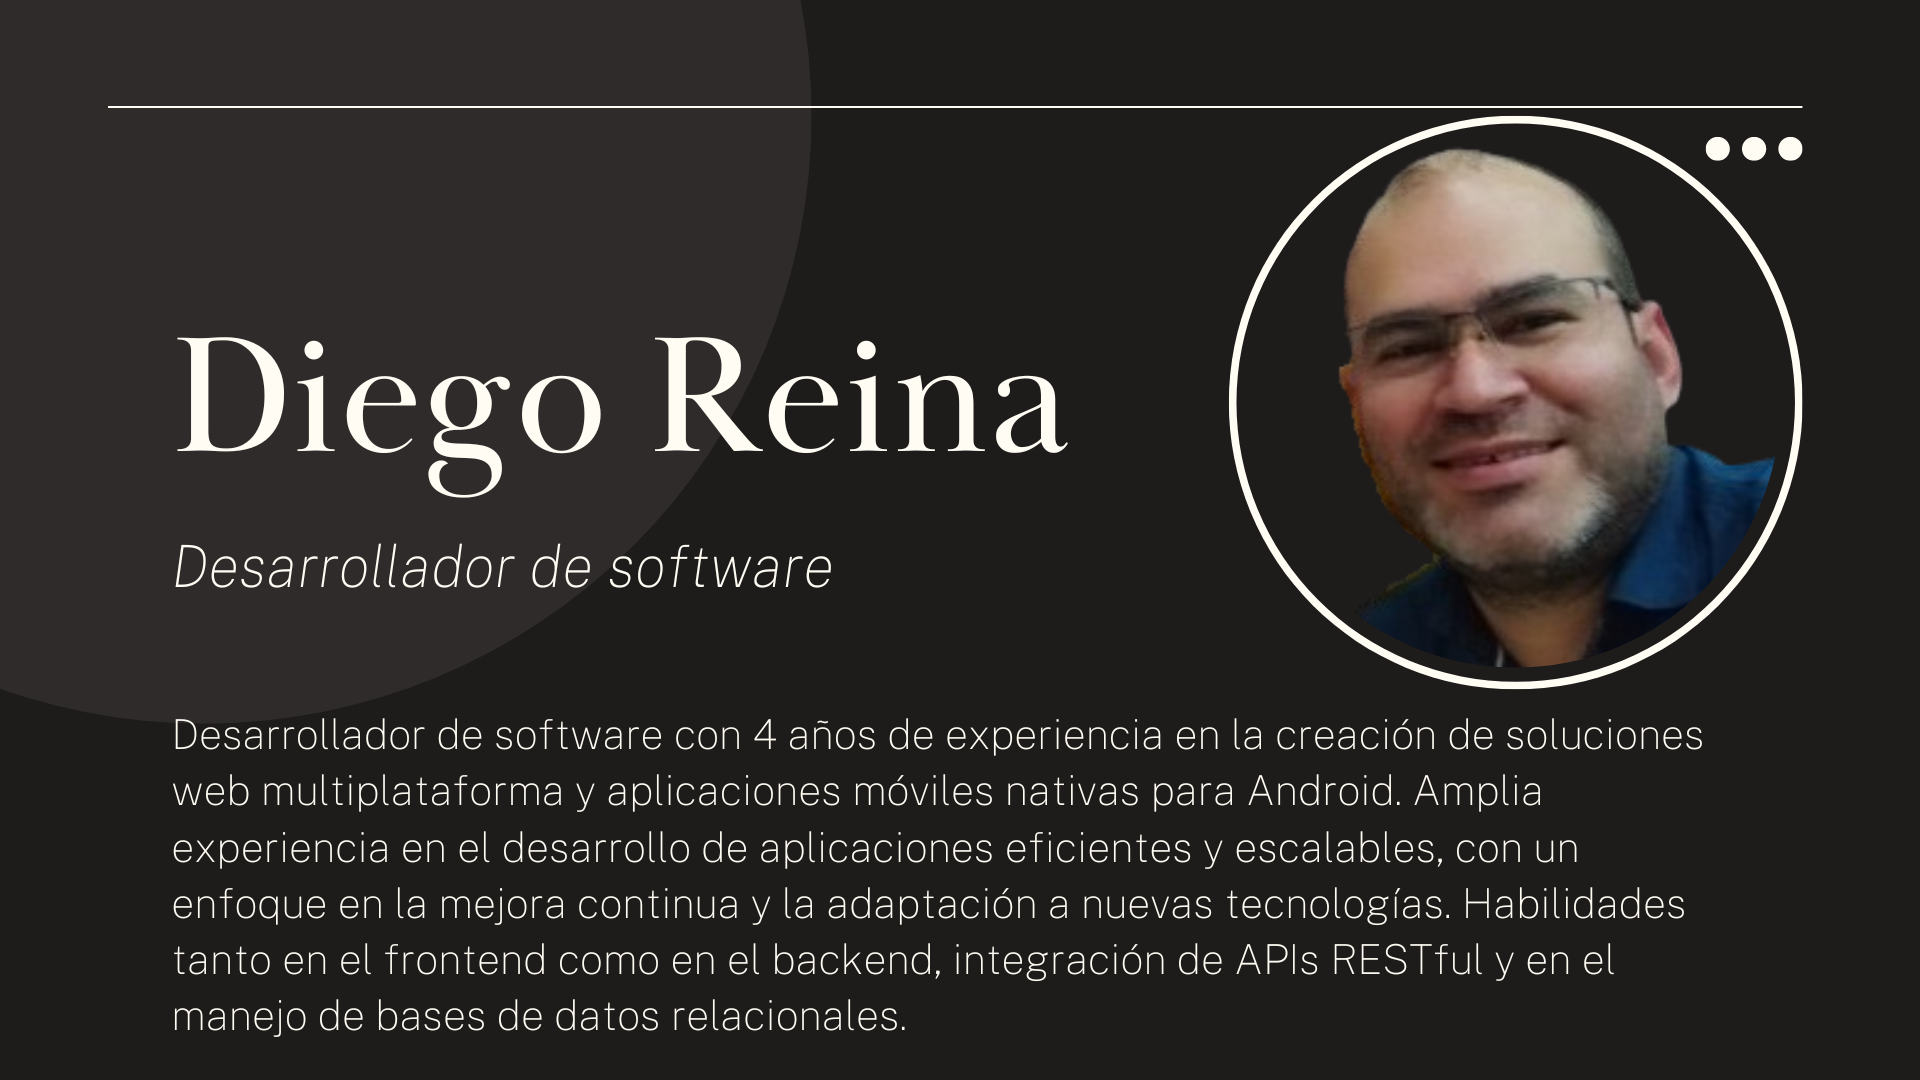 Diego Reina
Desarrollador de software
Desarrollador de software con 4 años de experiencia en la creación de soluciones
web multiplataforma y aplicaciones móviles nativas para Android. Amplia
experiencia en el desarrollo de aplicaciones eficientes y escalables, con un
enfoque en la mejora continua y la adaptación a nuevas tecnologías. Habilidades
tanto en el frontend como en el backend, integración de APIs RESTful y en el
manejo de bases de datos relacionales.